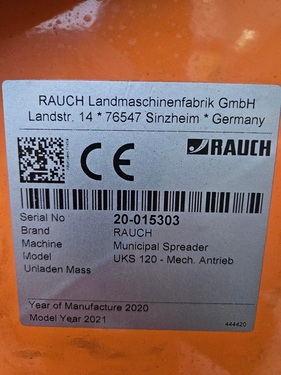 RAUCH Landmaschinenfabrik GmbH
Landstr. 14 * 76547 Sinzheim * Germany
CE RAUCH
Serial No 20-015303
Brand RAUCH
Machine Municipal Spreader
Model UKS 120 - Mech. Antrieb
Unladen Mass
Year of Manufacture 2020
Model Year 2021 444420